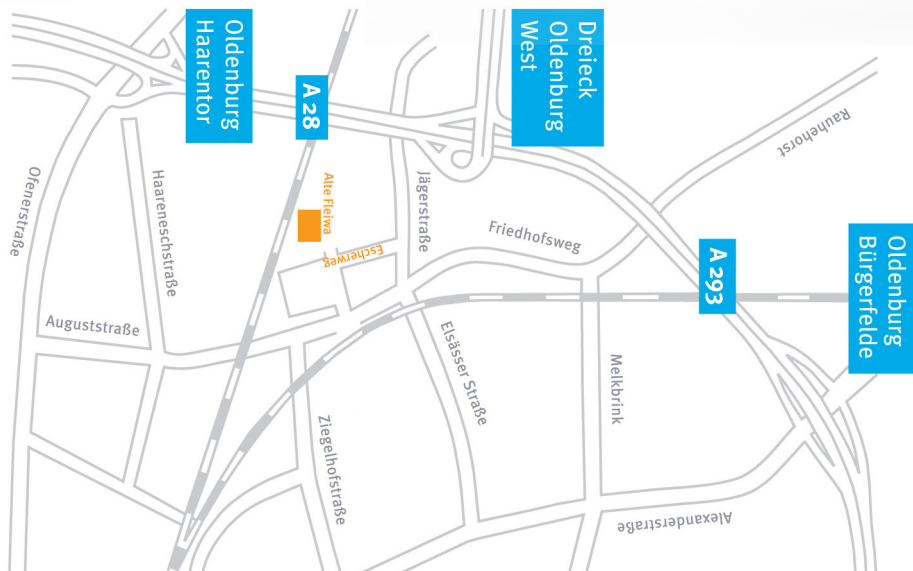 Oldenburg
Bürgerfelde
Rauhehorst
A 293
Alexanderstraße
Melkbrink
Dreieck
Oldenburg
West
Friedhofsweg
Elsässer Straße
Jägerstraße
Escherweg
Alte Fleiwa
Ziegelhofstraße
A 28
Oldenburg
Haarentor
Haareneschstraße
Auguststraße
Ofenerstraße